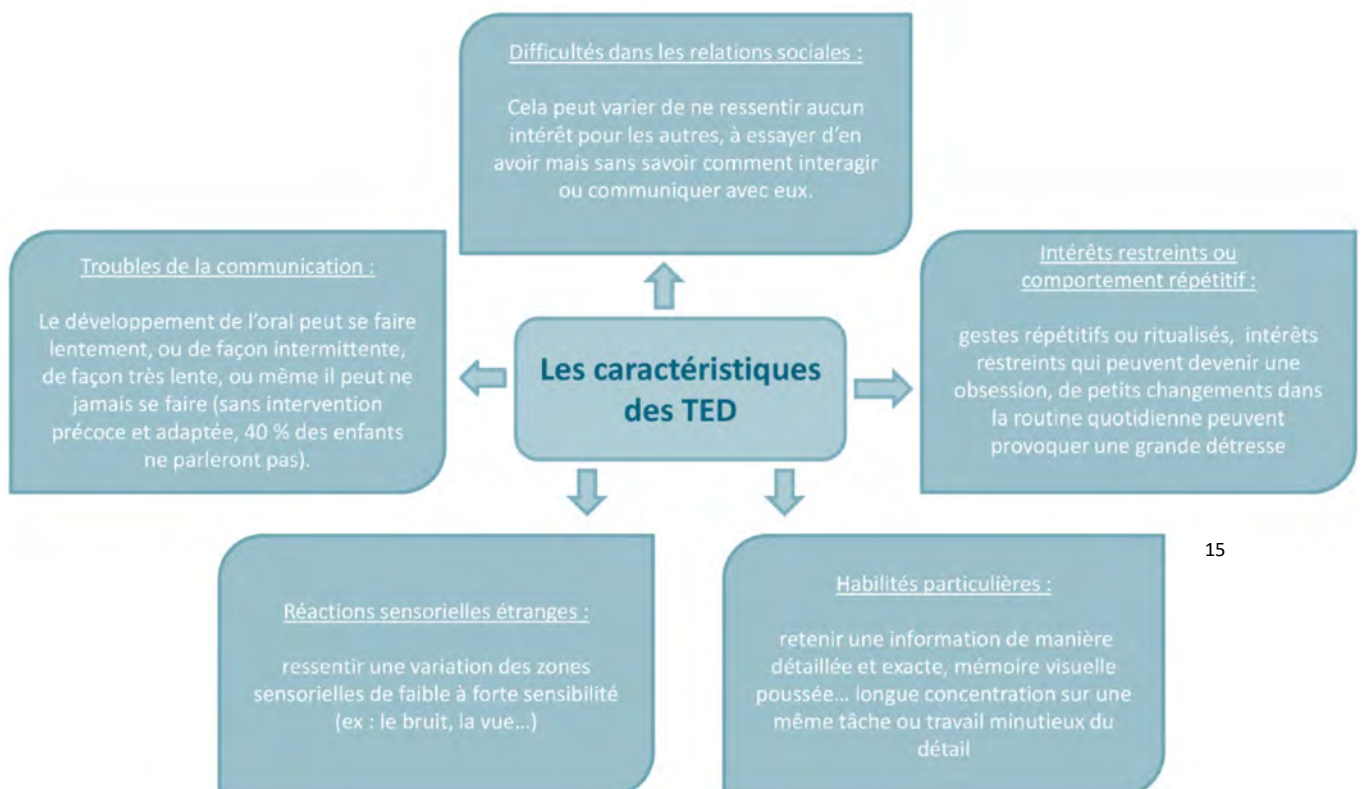 Difficultés dans les relations sociales :
Cela peut varier de ne ressentir aucun
intérêt pour les autres, à essayer d'en
avoir mais sans savoir comment interagir
ou communiquer avec eux.
Troubles de la communication :
Le développement de l'oral peut se faire
lentement, ou de façon intermittente,
de façon très lente, ou même il peut ne
jamais se faire (sans intervention
précoce et adaptée, 40 % des enfants
ne parleront pas).
Les caractéristiques
des TED
Intérêts restreints ou
comportement répétitif :
gestes répétitifs ou ritualisés, intérêts
restreints qui peuvent devenir une
obsession, de petits changements dans
la routine quotidienne peuvent
provoquer une grande détresse
Réactions sensorielles étranges :
ressentir une variation des zones
sensorielles de faible à forte sensibilité
(ex : le bruit, la vue...)
Habilités particulières :
retenir une information de manière
détaillée et exacte, mémoire visuelle
poussée... longue concentration sur une
même tâche ou travail minutieux du
détail
15